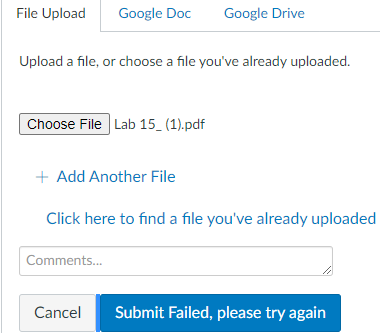 File Upload Google Doc Google Drive
Upload a file, or choose a file you've already uploaded.
Choose File Lab 15_ (1).pdf
+ Add Another File
Click here to find a file you've already uploaded
Comments...
Cancel Submit Failed, please try again